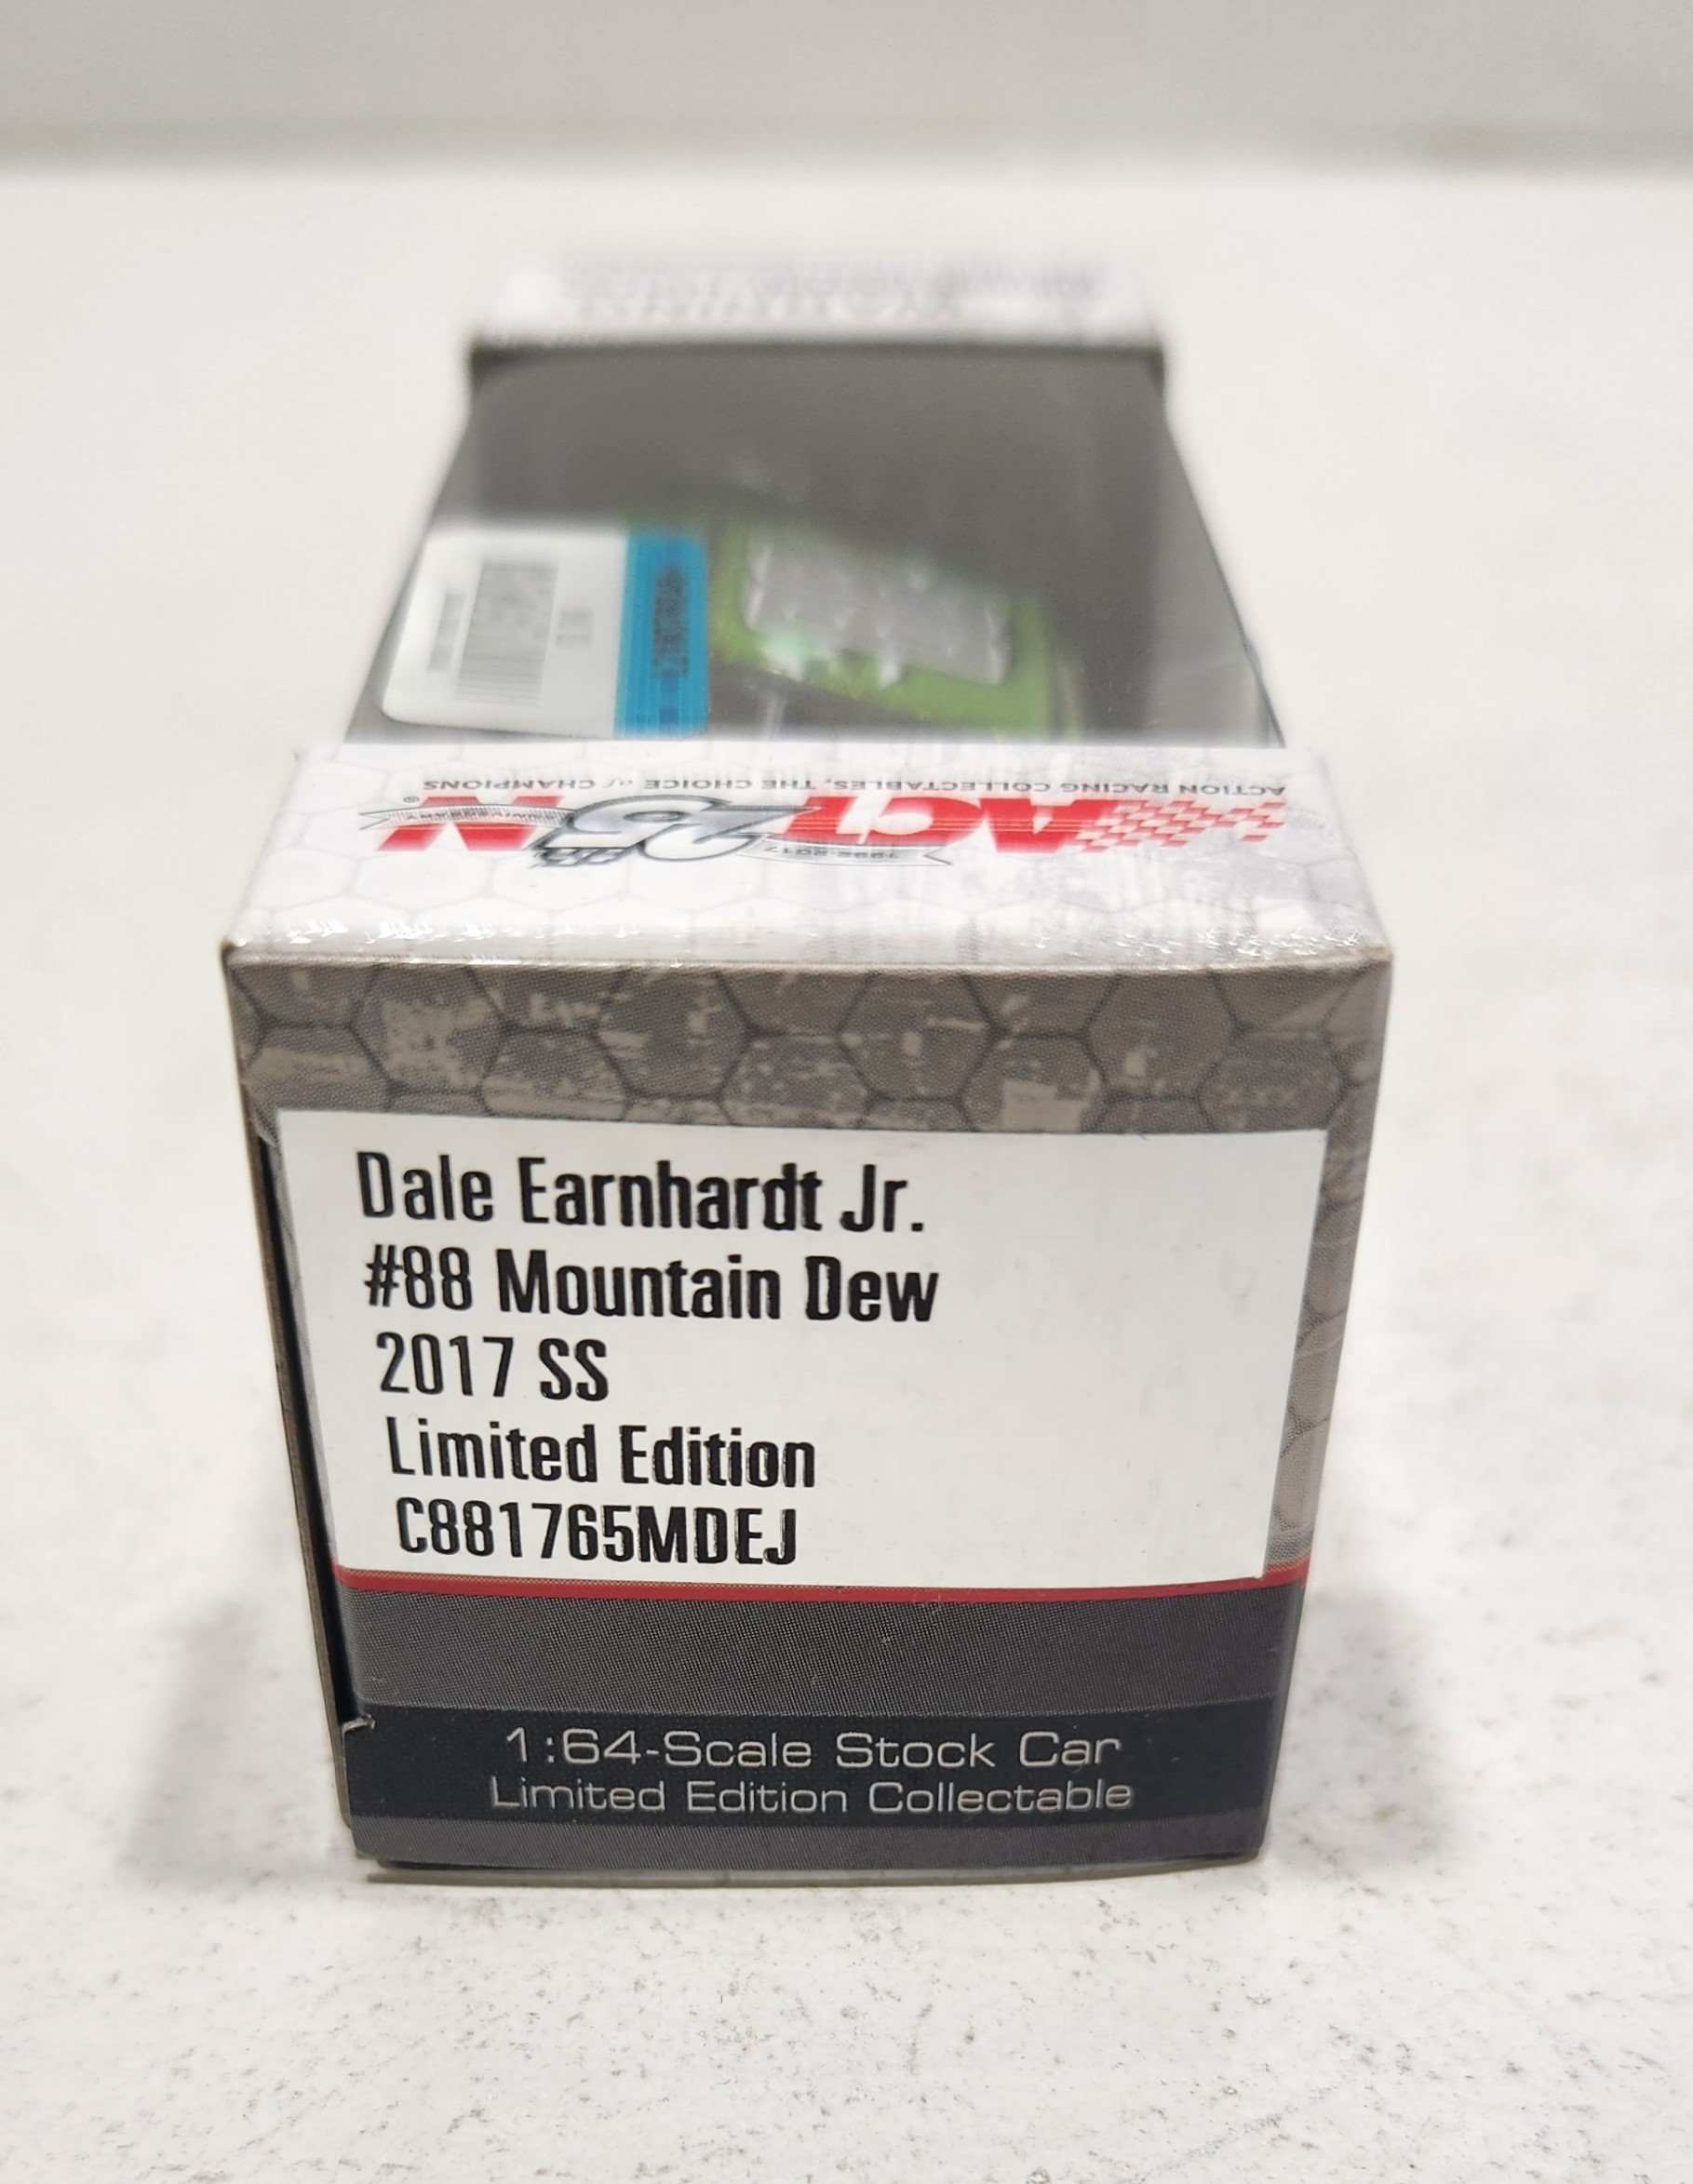 ACTION RACING COLLECTABLES, THE CHOICE of CHAMPIONS
ACTION®
25
1992-2017
Dale Earnhardt Jr.
#88 Mountain Dew
2017 SS
Limited Edition
C881765MDEJ
1:64-Scale Stock Car
Limited Edition Collectable